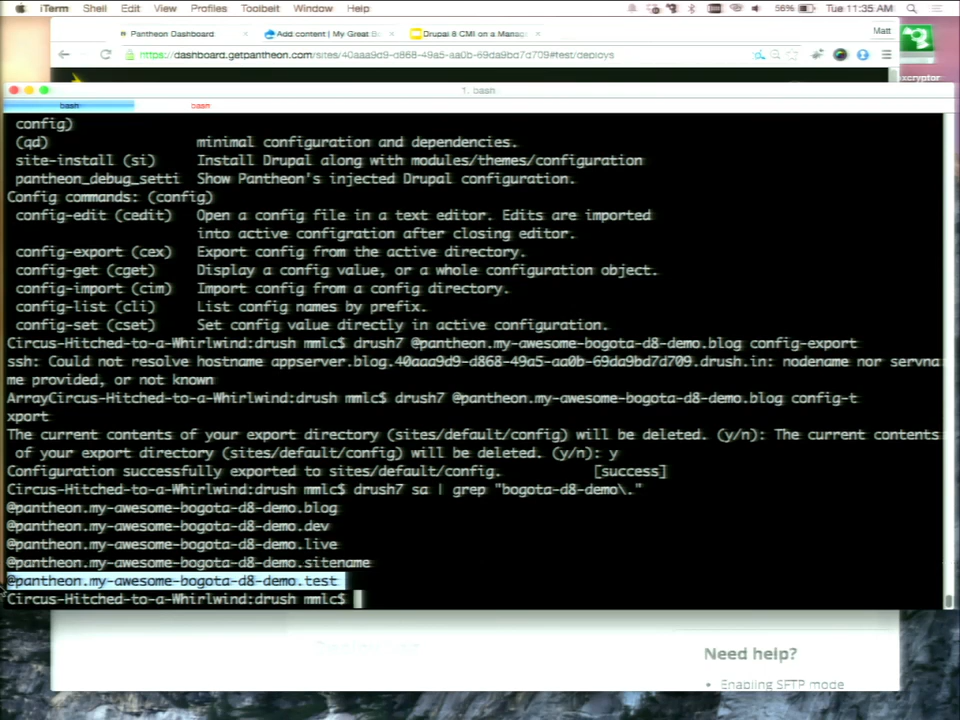 iTerm Shell Edit View Profiles Toolbelt Window Help 56% Tue 11:35 AM
Pantheon Dashboard Add content | My Great B Drupal 8 CMI on a Mana Matt
https://dashboard.getpantheon.com/sites/40aaa9d9-d868-49a5-aa0b-69da9bd7d709#test/deploys
xcryptor
1. bash
bash bash
config)
(qd) minimal configuration and dependencies.
site-install (si) Install Drupal along with modules/themes/configuration
pantheon_debug_setti Show Pantheon's injected Drupal configuration.
Config commands: (config)
config-edit (cedit) Open a config file in a text editor. Edits are imported
into active configration after closing editor.
config-export (cex) Export config from the active directory.
config-get (cget) Display a config value, or a whole configuration object.
config-import (cim) Import config from a config directory.
config-list (cli) List config names by prefix.
config-set (cset) Set config value directly in active configuration.
Circus-Hitched-to-a-Whirlwind:drush mmlc$ drush7 @pantheon.my-awesome-bogota-d8-demo.blog config-export
ssh: Could not resolve hostname appserver.blog.40aaa9d9-d868-49a5-aa0b-69da9bd7d709.drush.in: nodename nor servna
me provided, or not known
ArrayCircus-Hitched-to-a-Whirlwind:drush mmlc$ drush7 @pantheon.my-awesome-bogota-d8-demo.blog config-t
xport
The current contents of your export directory (sites/default/config) will be deleted. (y/n): The current contents
of your export directory (sites/default/config) will be deleted. (y/n): y
Configuration successfully exported to sites/default/config. [success]
Circus-Hitched-to-a-Whirlwind:drush mmlc$ drush7 sa | grep "bogota-d8-demo\."
@pantheon.my-awesome-bogota-d8-demo.blog
@pantheon.my-awesome-bogota-d8-demo.dev
@pantheon.my-awesome-bogota-d8-demo.live
@pantheon.my-awesome-bogota-d8-demo.sitename
@pantheon.my-awesome-bogota-d8-demo.test
Circus-Hitched-to-a-Whirlwind:drush mmlc$
Need help?
• Enabling SFTP mode